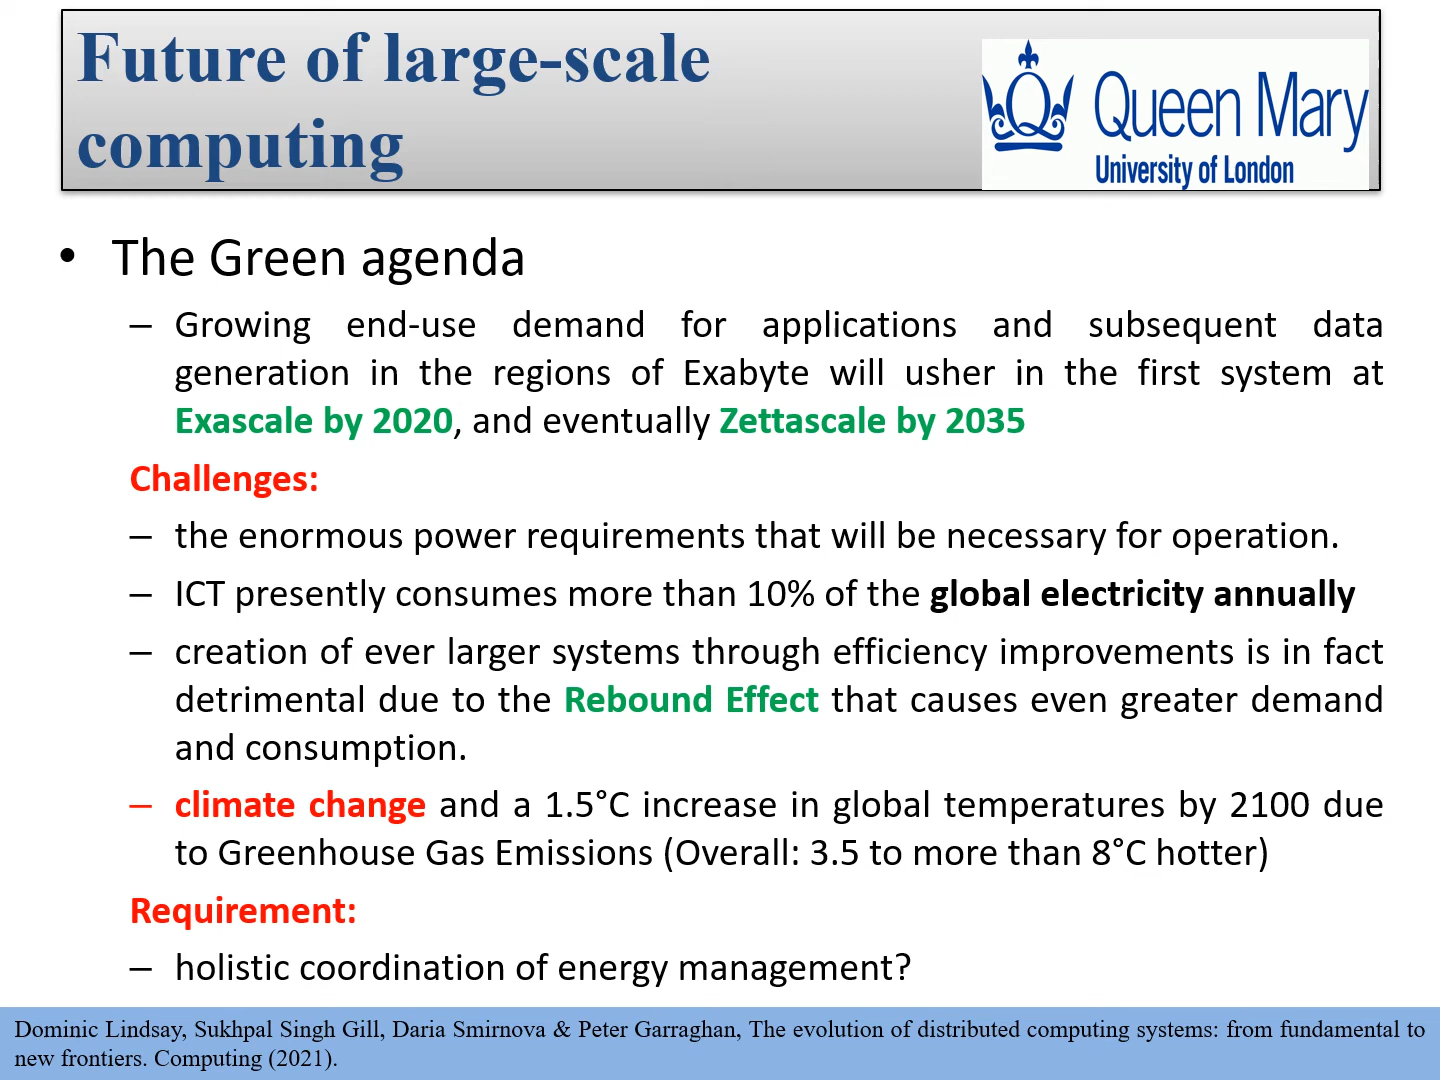 Future of large-scale
computing
Queen Mary
University of London
• The Green agenda
– Growing end-use demand for applications and subsequent data
generation in the regions of Exabyte will usher in the first system at
Exascale by 2020, and eventually Zettascale by 2035
Challenges:
– the enormous power requirements that will be necessary for operation.
– ICT presently consumes more than 10% of the global electricity annually
– creation of ever larger systems through efficiency improvements is in fact
detrimental due to the Rebound Effect that causes even greater demand
and consumption.
– climate change and a 1.5°C increase in global temperatures by 2100 due
to Greenhouse Gas Emissions (Overall: 3.5 to more than 8°C hotter)
Requirement:
– holistic coordination of energy management?
Dominic Lindsay, Sukhpal Singh Gill, Daria Smirnova & Peter Garraghan, The evolution of distributed computing systems: from fundamental to
new frontiers. Computing (2021).